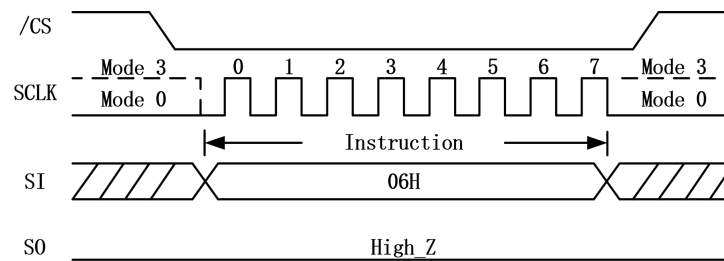 /CS
Mode 3 0 1 2 3 4 5 6 7 Mode 3
SCLK
Mode 0 Mode 0
Instruction
SI 06H
SO High_Z